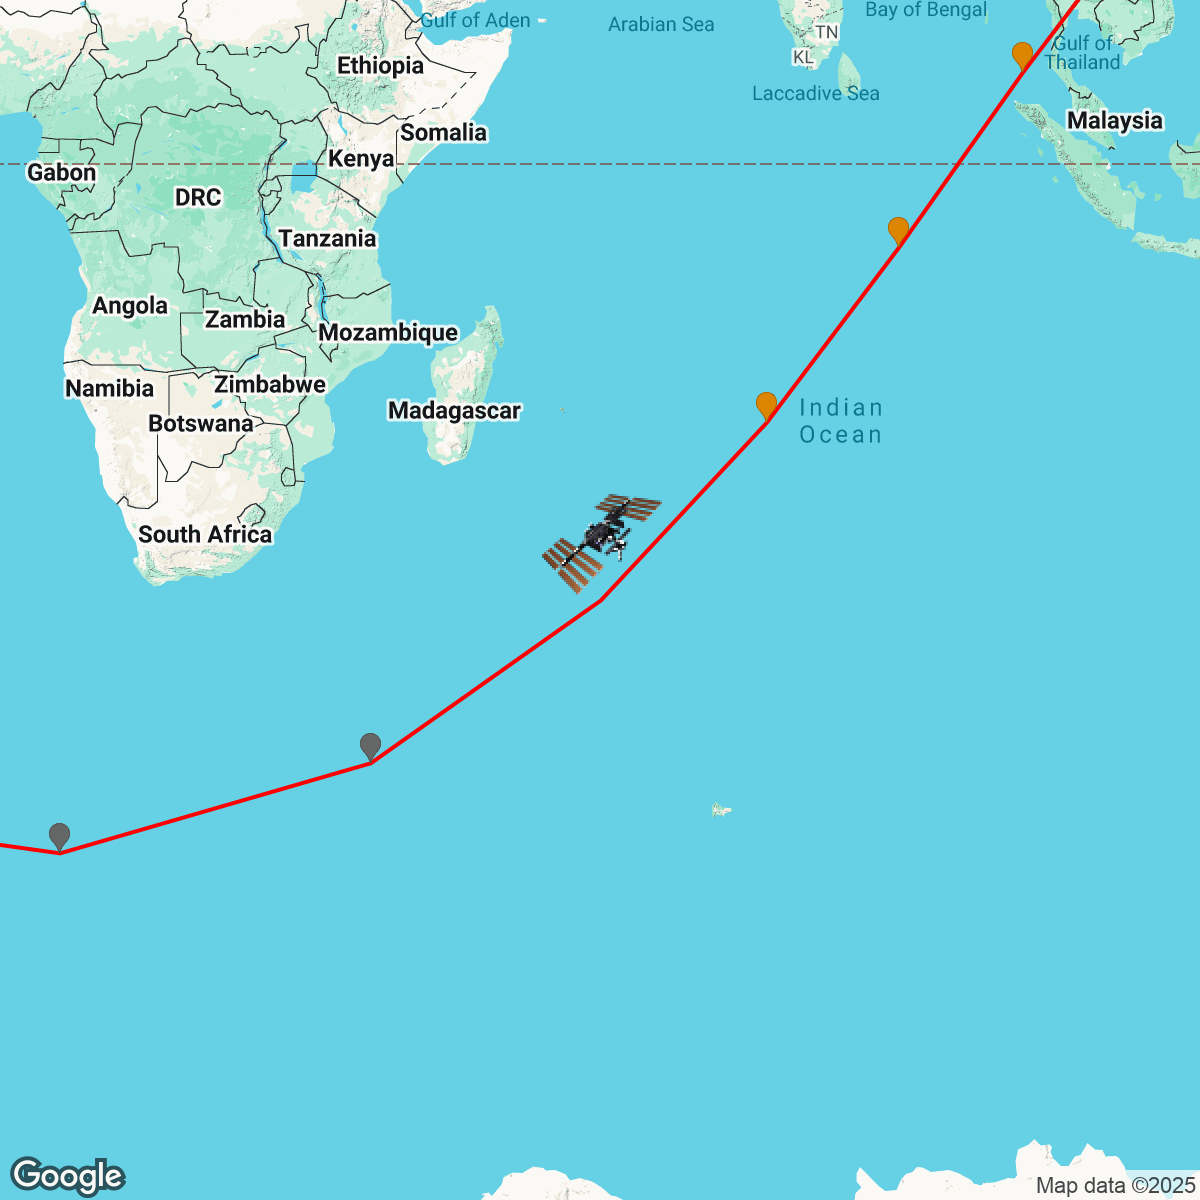 Gulf of Aden
Arabian Sea
Bay of Bengal
TN
KL
Gulf of
Thailand
Ethiopia
Laccadive Sea
Malaysia
Somalia
Kenya
Gabon
DRC
Tanzania
Angola
Zambia
Mozambique
Zimbabwe
Namibia
Madagascar
Botswana
Indian
Ocean
South Africa
Google
Map data ©2025